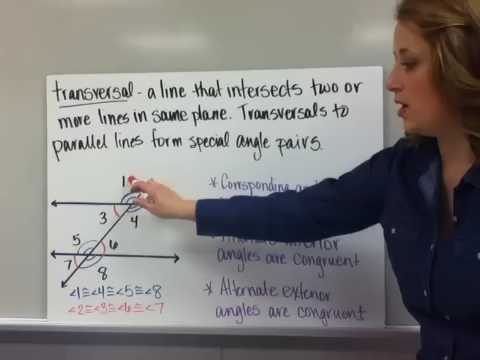 transversal - a line that intersects two or
more lines in same plane. Transversals to
parallel lines form special angle pairs.
1
3
4
5
6
7
8
<1≅<4≅<5≅<8
<2≅<3≅<6≅<7
* Corresponding
angles are congruent
* Alternate exterior
angles are congruent